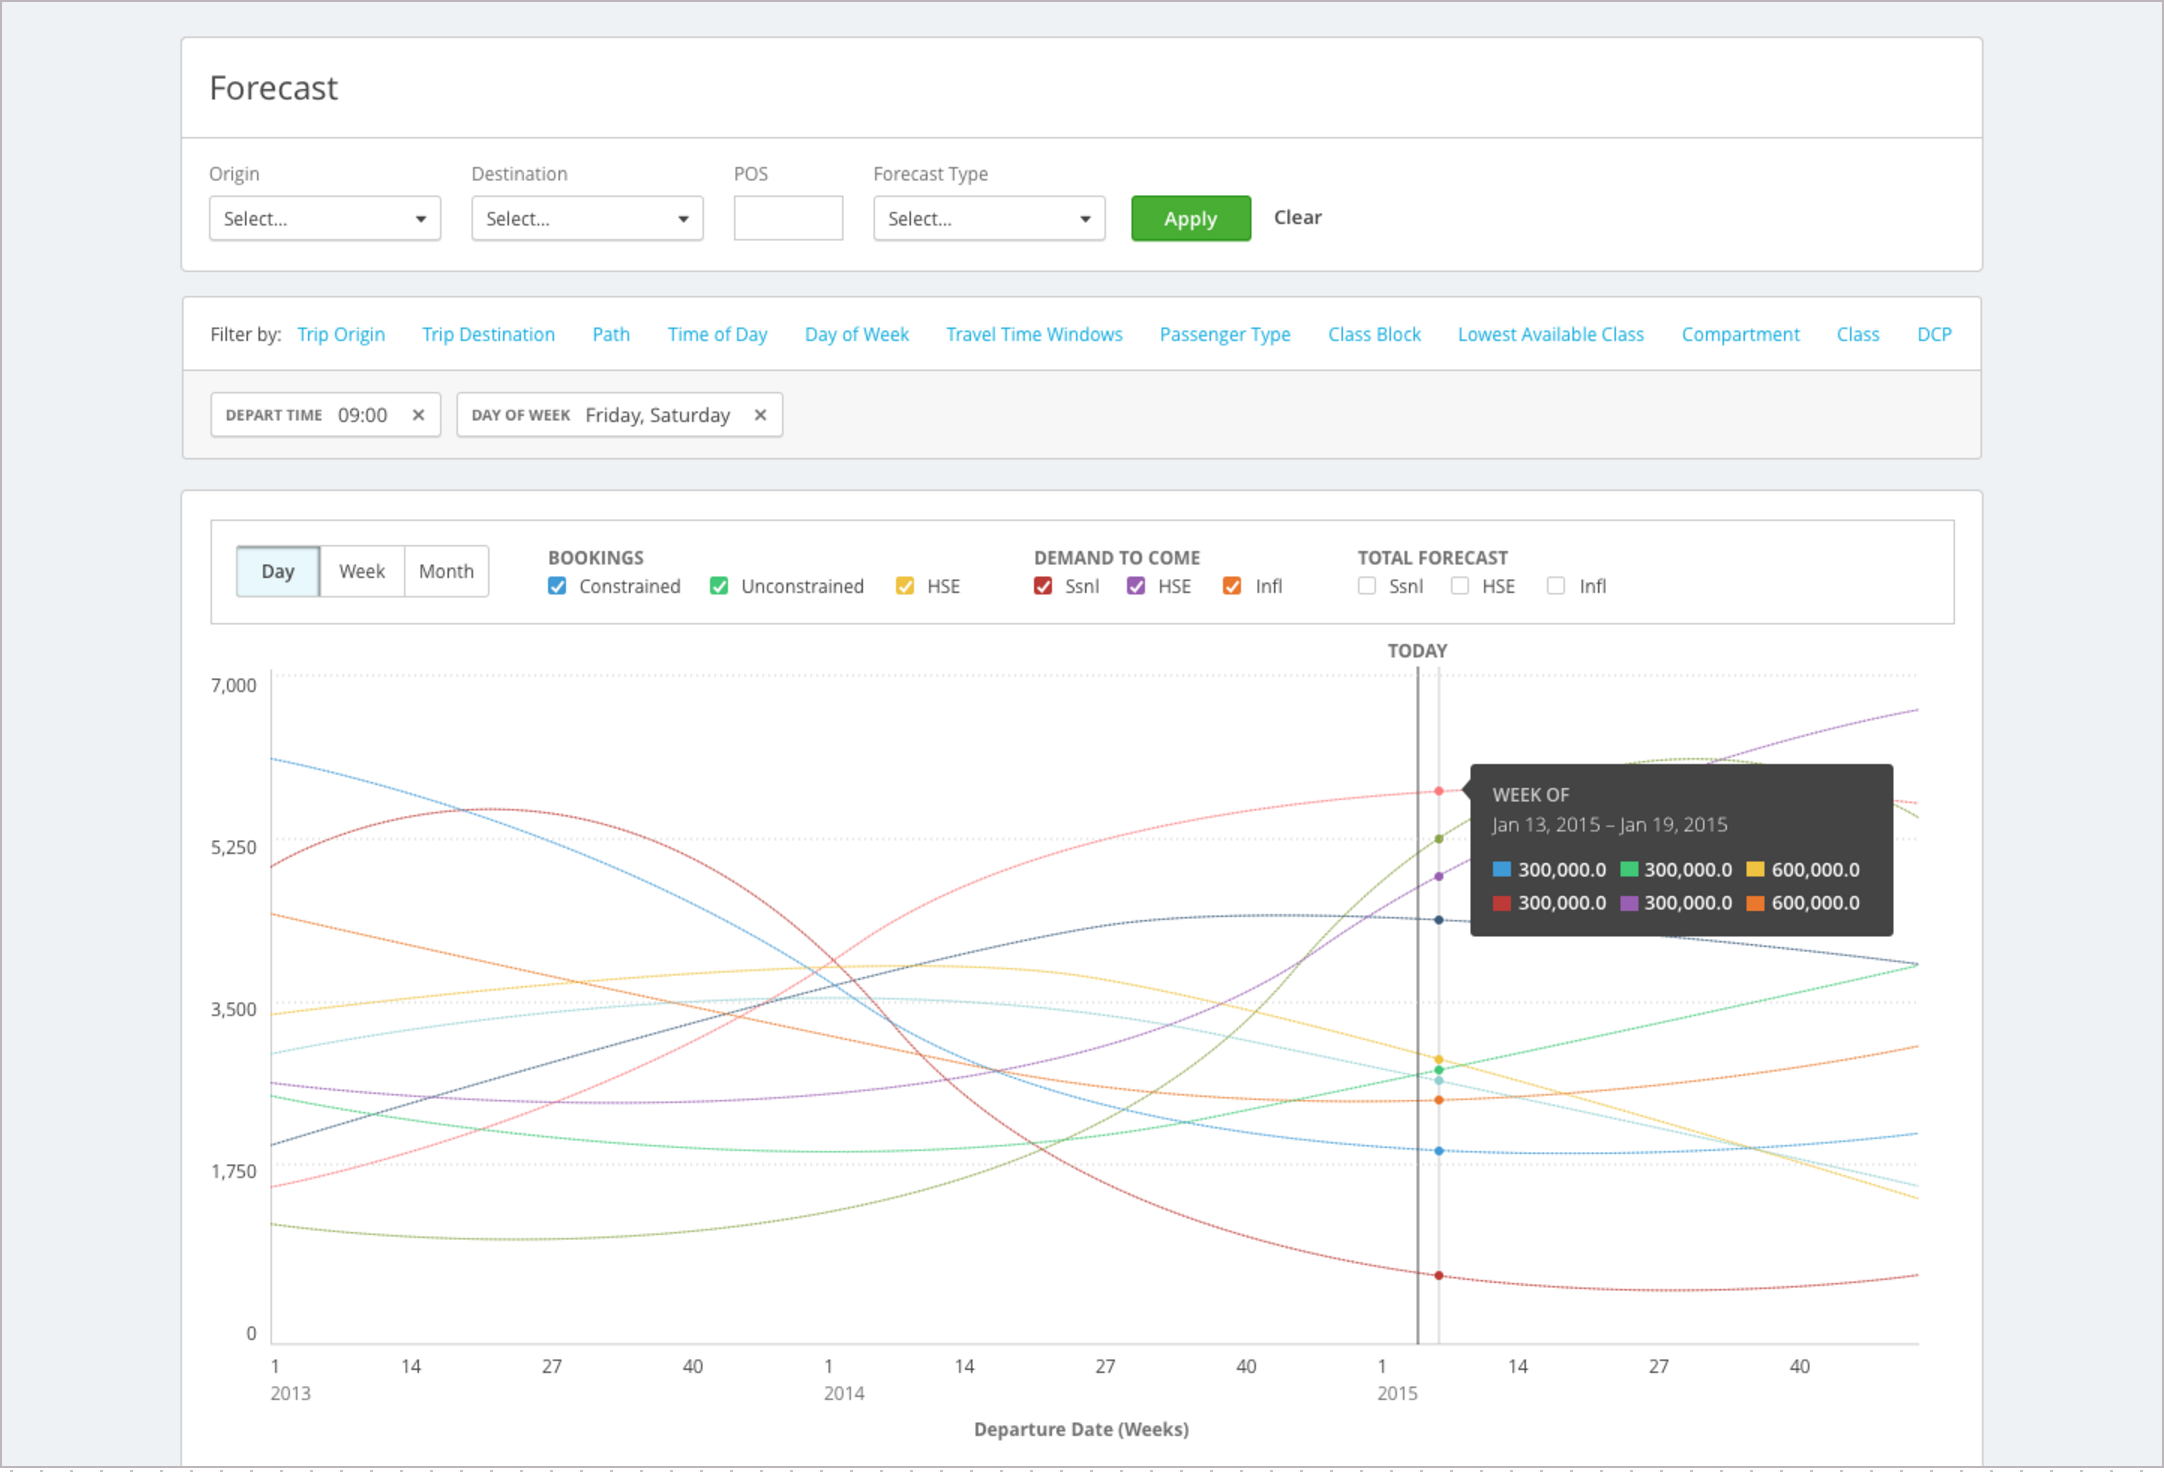 Forecast
Origin Destination POS Forecast Type
Select... Select... Select... Apply Clear
Filter by: Trip Origin Trip Destination Path Time of Day Day of Week Travel Time Windows Passenger Type Class Block Lowest Available Class Compartment Class DCP
DEPART TIME 09:00 × DAY OF WEEK Friday, Saturday ×
Day Week Month
BOOKINGS DEMAND TO COME TOTAL FORECAST
Constrained Unconstrained HSE Ssnl HSE Infl Ssnl HSE Infl
TODAY
7,000
5,250
3,500
1,750
0
WEEK OF
Jan 13, 2015 – Jan 19, 2015
300,000.0 300,000.0 600,000.0
300,000.0 300,000.0 600,000.0
1 14 27 40 1 14 27 40 1 14 27 40
2013 2014 2015
Departure Date (Weeks)